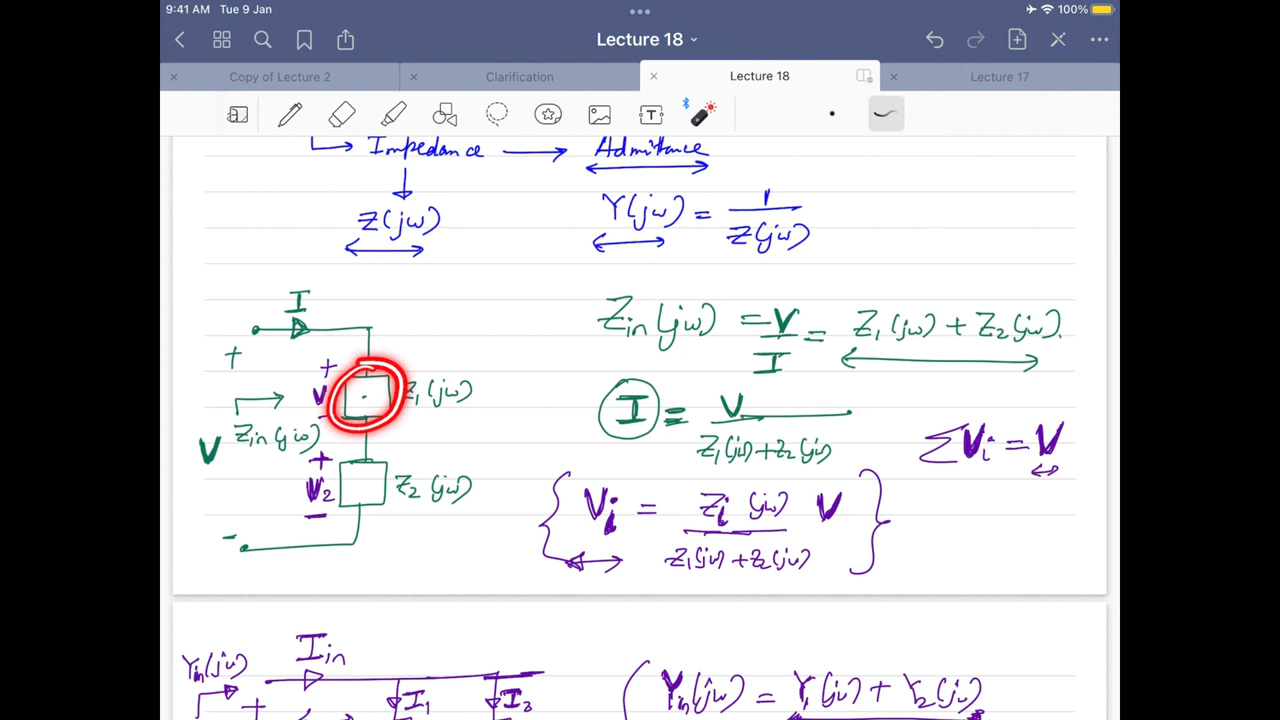 9:41 AM Tue 9 Jan
100%
Lecture 18
Copy of Lecture 2
Clarification
Lecture 18
Lecture 17
Impedance → Admittance
Z(jω)
Y(jω) = 1/Z(jω)
I
+
V
Zin(jω)
-
+
V
-
Z1(jω)
+
V2
-
Z2(jω)
Zin(jω) = V/I = Z1(jω) + Z2(jω).
I = V/(Z1(jω)+Z2(jω))
∑Vi = V
{Vi = Zi(jω)/(Z1(jω)+Z2(jω)) V}
Yin(jω)
Iin
+
I1
Yin(jω) = Y1(jω) + Y2(jω)